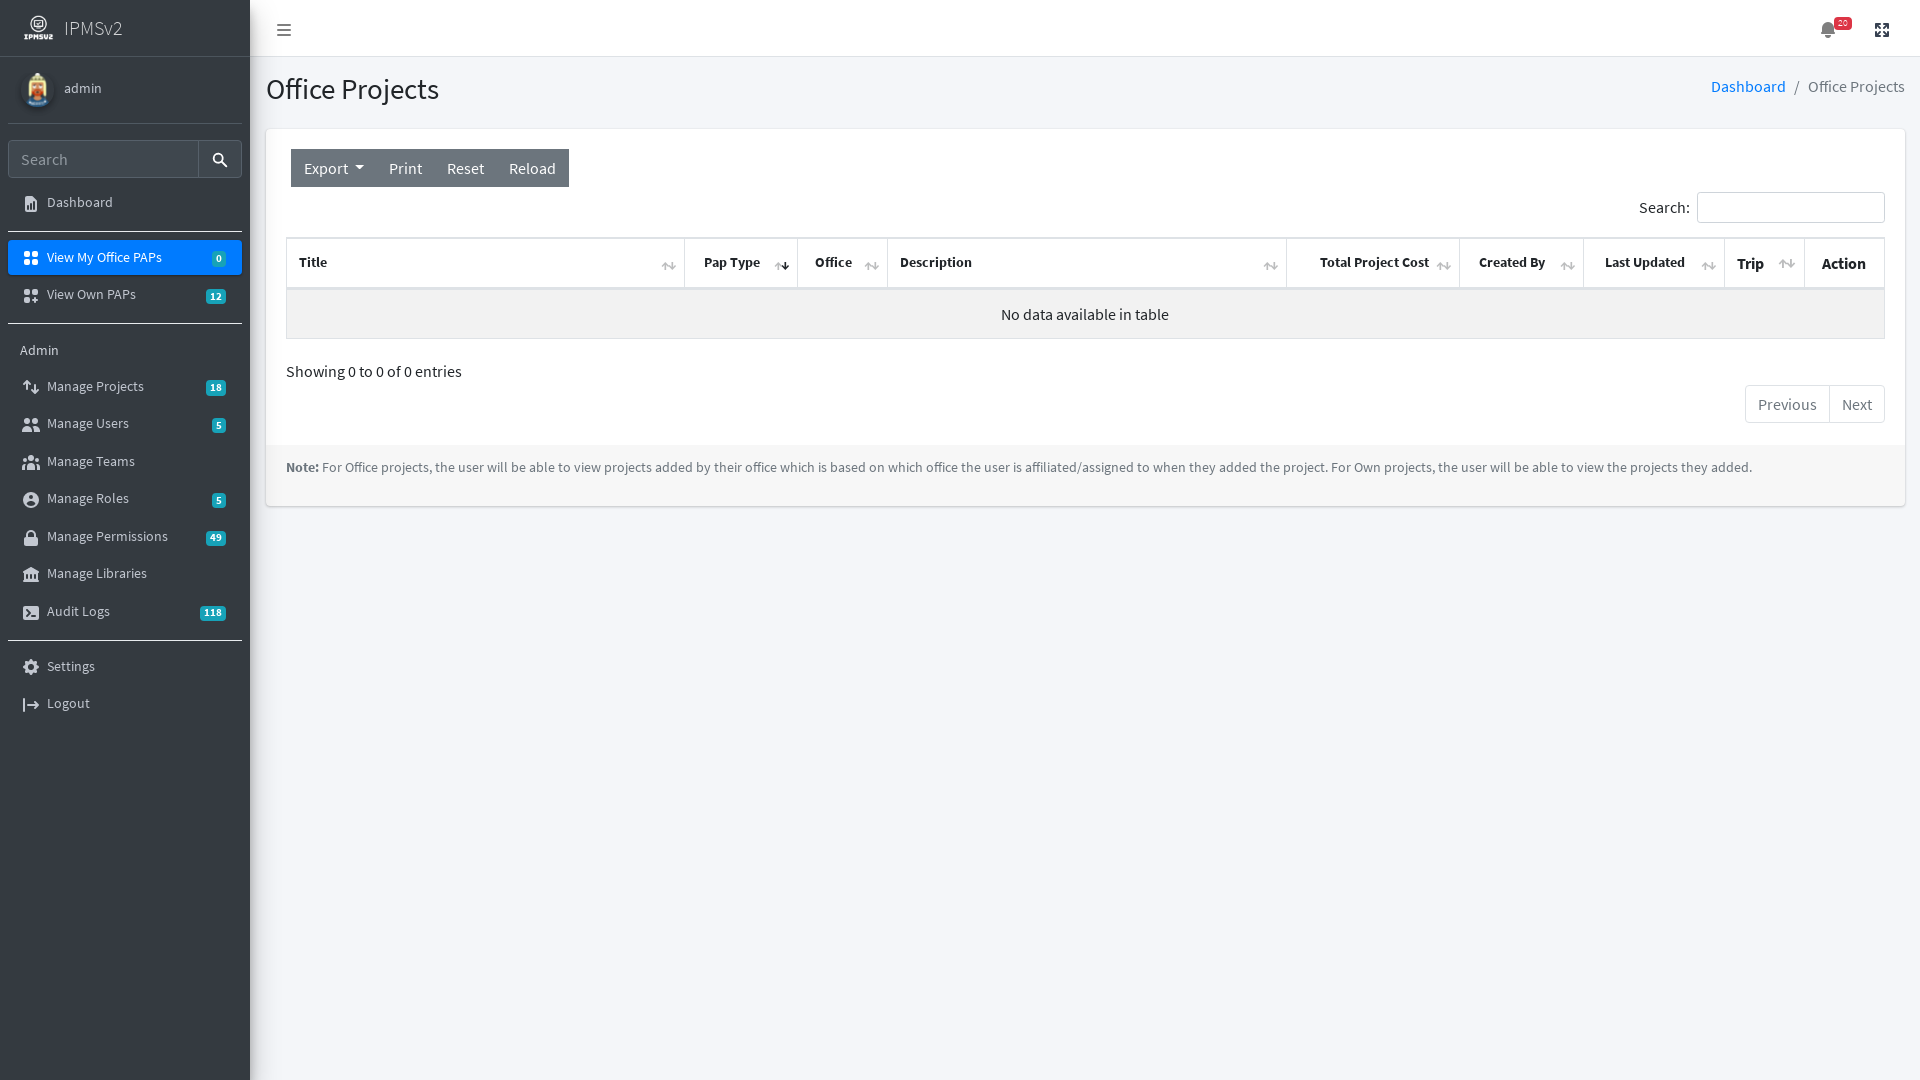 IPMSV2 IPMSv2
20
admin
Office Projects
Dashboard / Office Projects
Search
Export Print Reset Reload
Dashboard
Search:
View My Office PAPs 0
View Own PAPs 12
Title Pap Type Office Description Total Project Cost Created By Last Updated Trip Action
No data available in table
Admin
Showing 0 to 0 of 0 entries
Manage Projects 18
Previous Next
Manage Users 5
Manage Teams
Note: For Office projects, the user will be able to view projects added by their office which is based on which office the user is affiliated/assigned to when they added the project. For Own projects, the user will be able to view the projects they added.
Manage Roles 5
Manage Permissions 49
Manage Libraries
Audit Logs 118
Settings
Logout